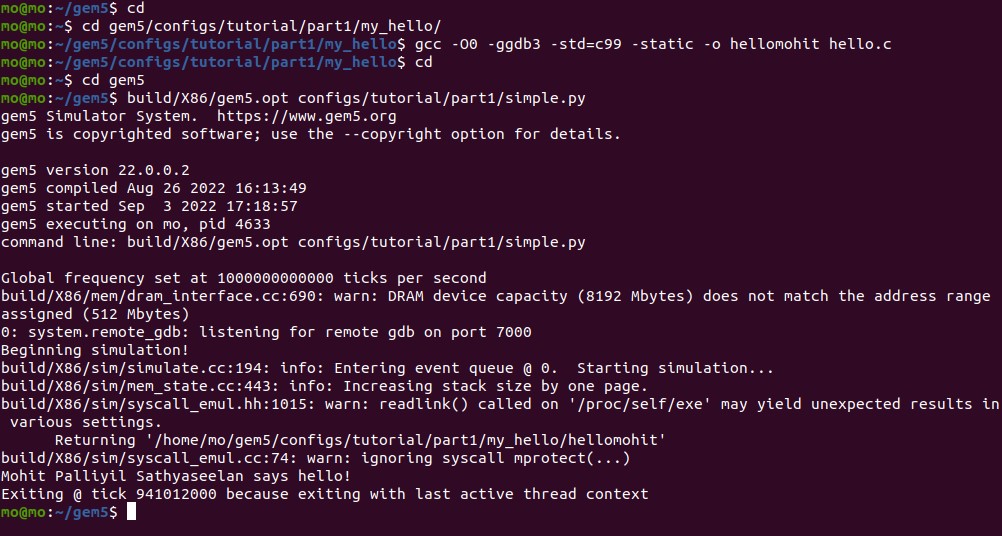 mo@mo:~/gem5$ cd
mo@mo:~$ cd gem5/configs/tutorial/part1/my_hello/
mo@mo:~/gem5/configs/tutorial/part1/my_hello$ gcc -O0 -ggdb3 -std=c99 -static -o hellomohit hello.c
mo@mo:~/gem5/configs/tutorial/part1/my_hello$ cd
mo@mo:~$ cd gem5
mo@mo:~/gem5$ build/X86/gem5.opt configs/tutorial/part1/simple.py
gem5 Simulator System.  https://www.gem5.org
gem5 is copyrighted software; use the --copyright option for details.

gem5 version 22.0.0.2
gem5 compiled Aug 26 2022 16:13:49
gem5 started Sep  3 2022 17:18:57
gem5 executing on mo, pid 4633
command line: build/X86/gem5.opt configs/tutorial/part1/simple.py

Global frequency set at 1000000000000 ticks per second
build/X86/mem/dram_interface.cc:690: warn: DRAM device capacity (8192 Mbytes) does not match the address range
assigned (512 Mbytes)
0: system.remote_gdb: listening for remote gdb on port 7000
Beginning simulation!
build/X86/sim/simulate.cc:194: info: Entering event queue @ 0.  Starting simulation...
build/X86/sim/mem_state.cc:443: info: Increasing stack size by one page.
build/X86/sim/syscall_emul.hh:1015: warn: readlink() called on '/proc/self/exe' may yield unexpected results in
 various settings.
      Returning '/home/mo/gem5/configs/tutorial/part1/my_hello/hellomohit'
build/X86/sim/syscall_emul.cc:74: warn: ignoring syscall mprotect(...)
Mohit Palliyil Sathyaseelan says hello!
Exiting @ tick 941012000 because exiting with last active thread context
mo@mo:~/gem5$